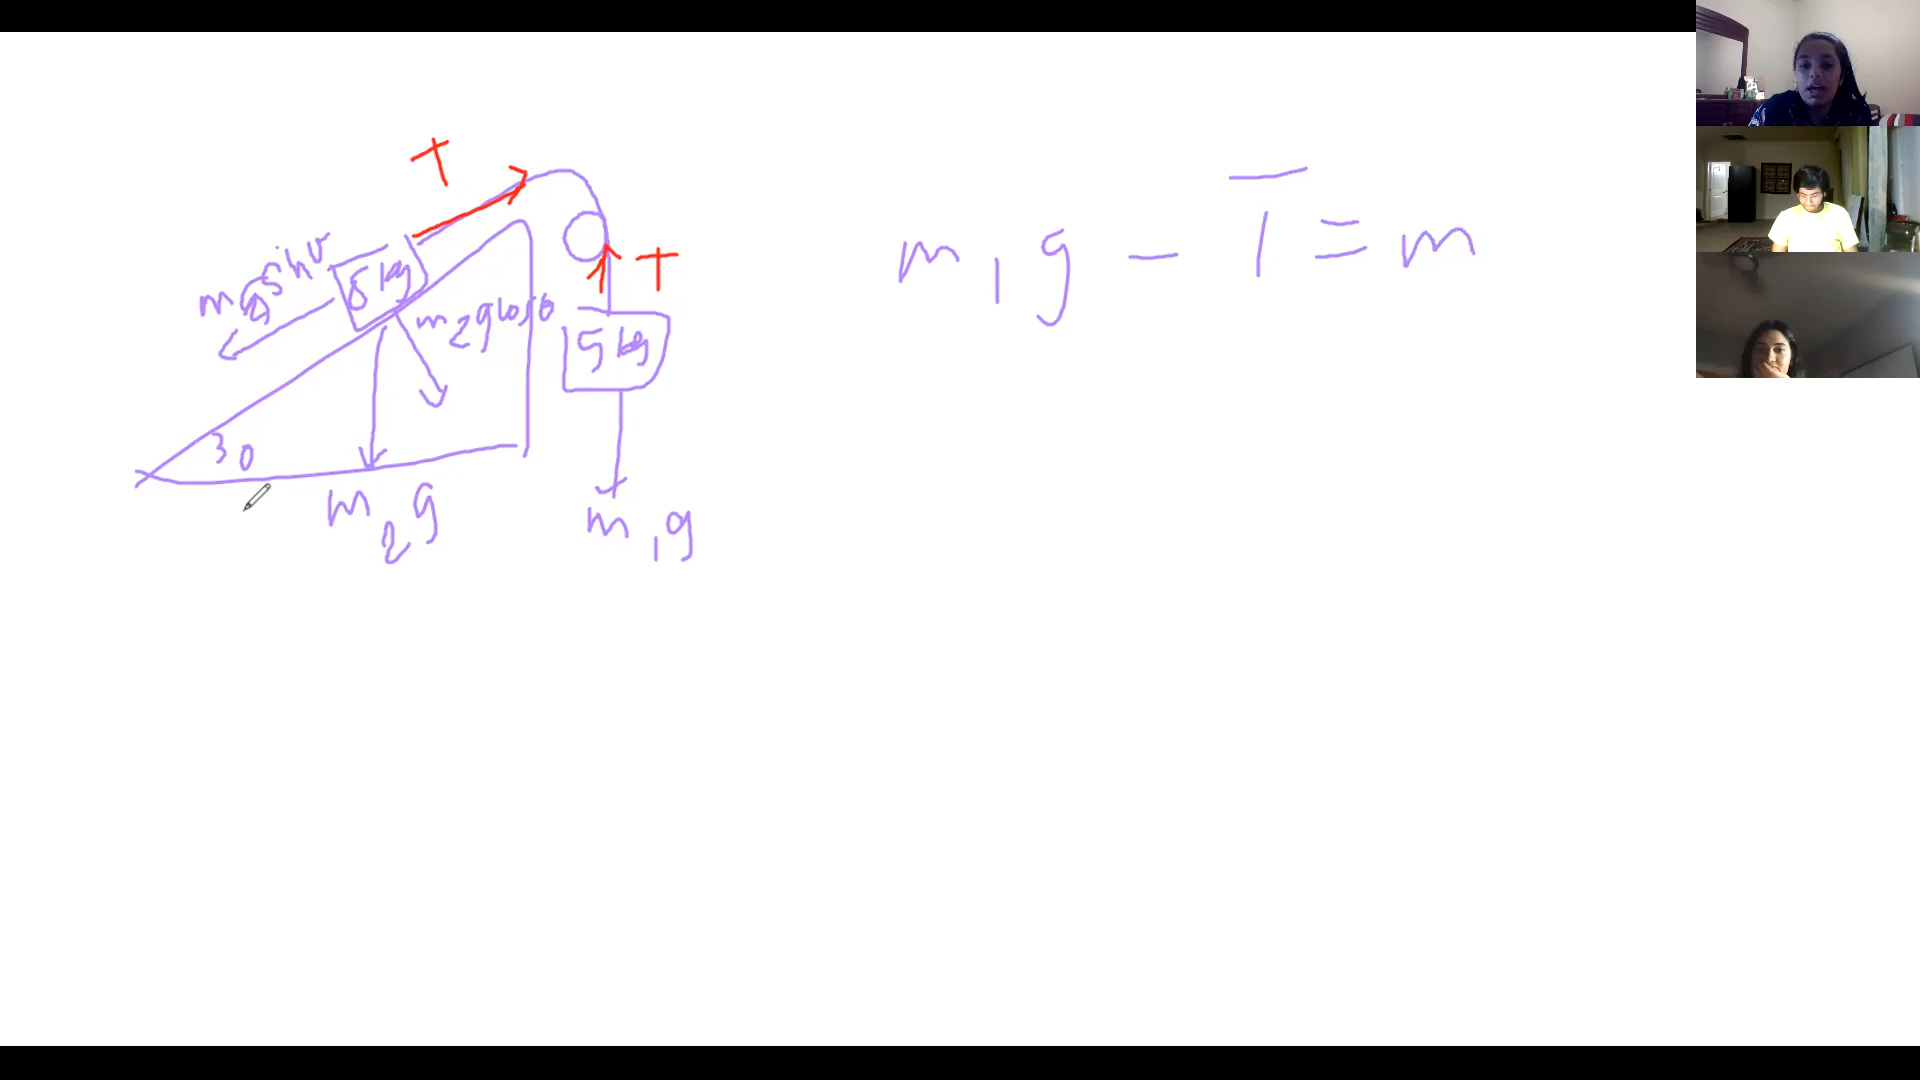 T
m₁g - T = m
m₂g sinθ
5 kg
T
m₂g cosθ
5 kg
30
m₂g
m₁g